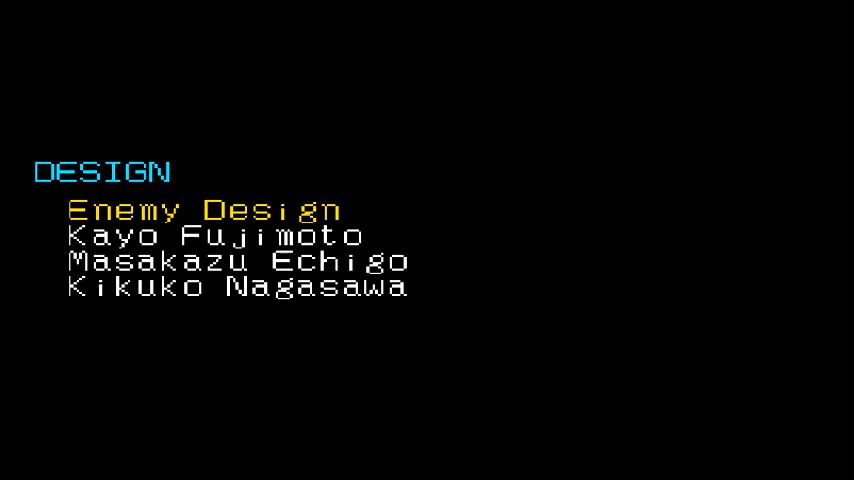 DESIGN
Enemy Design
Kayo Fujimoto
Masakazu Echigo
Kikuko Nagasawa